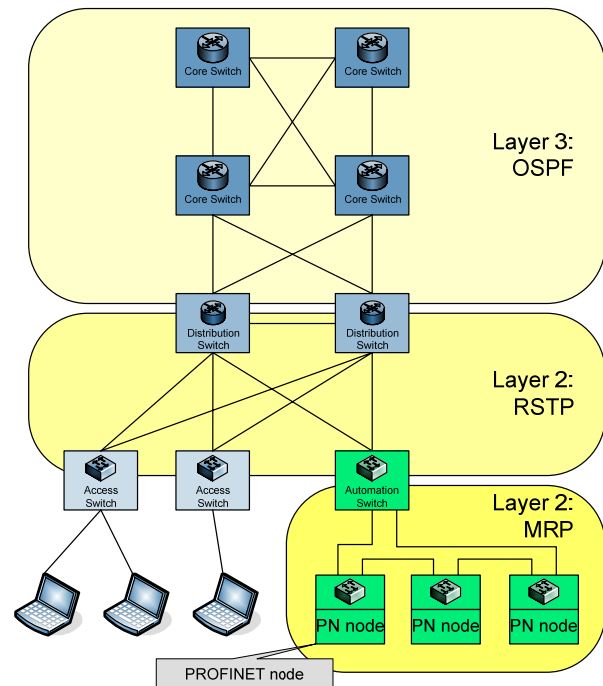 Core Switch
Core Switch
Layer 3:
OSPF
Core Switch
Core Switch
Distribution
Switch
Distribution
Switch
Layer 2:
RSTP
Access
Switch
Access
Switch
Automation
Switch
Layer 2:
MRP
PN node
PN node
PN node
PROFINET node